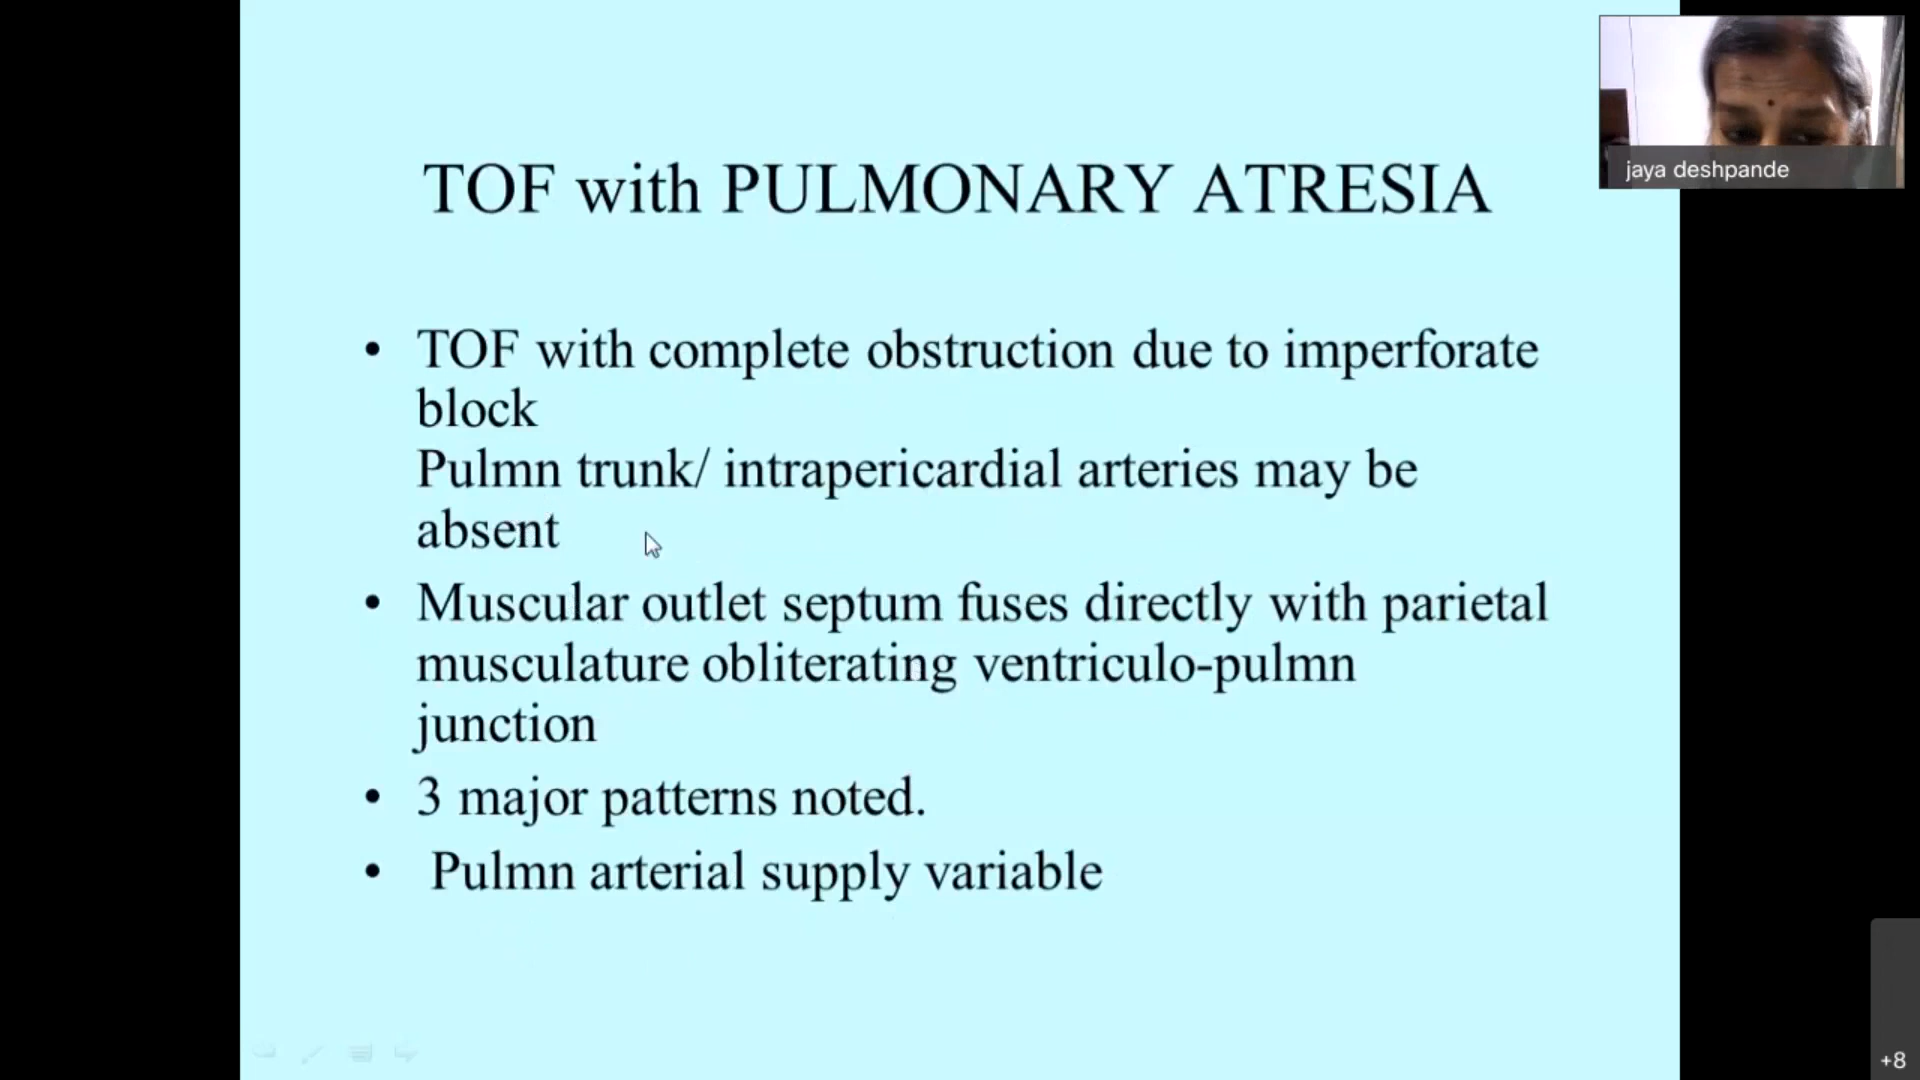 TOF with PULMONARY ATRESIA
• TOF with complete obstruction due to imperforate
block
Pulmn trunk/ intrapericardial arteries may be
absent
• Muscular outlet septum fuses directly with parietal
musculature obliterating ventriculo-pulmn
junction
• 3 major patterns noted.
• Pulmn arterial supply variable
jaya deshpande
+8